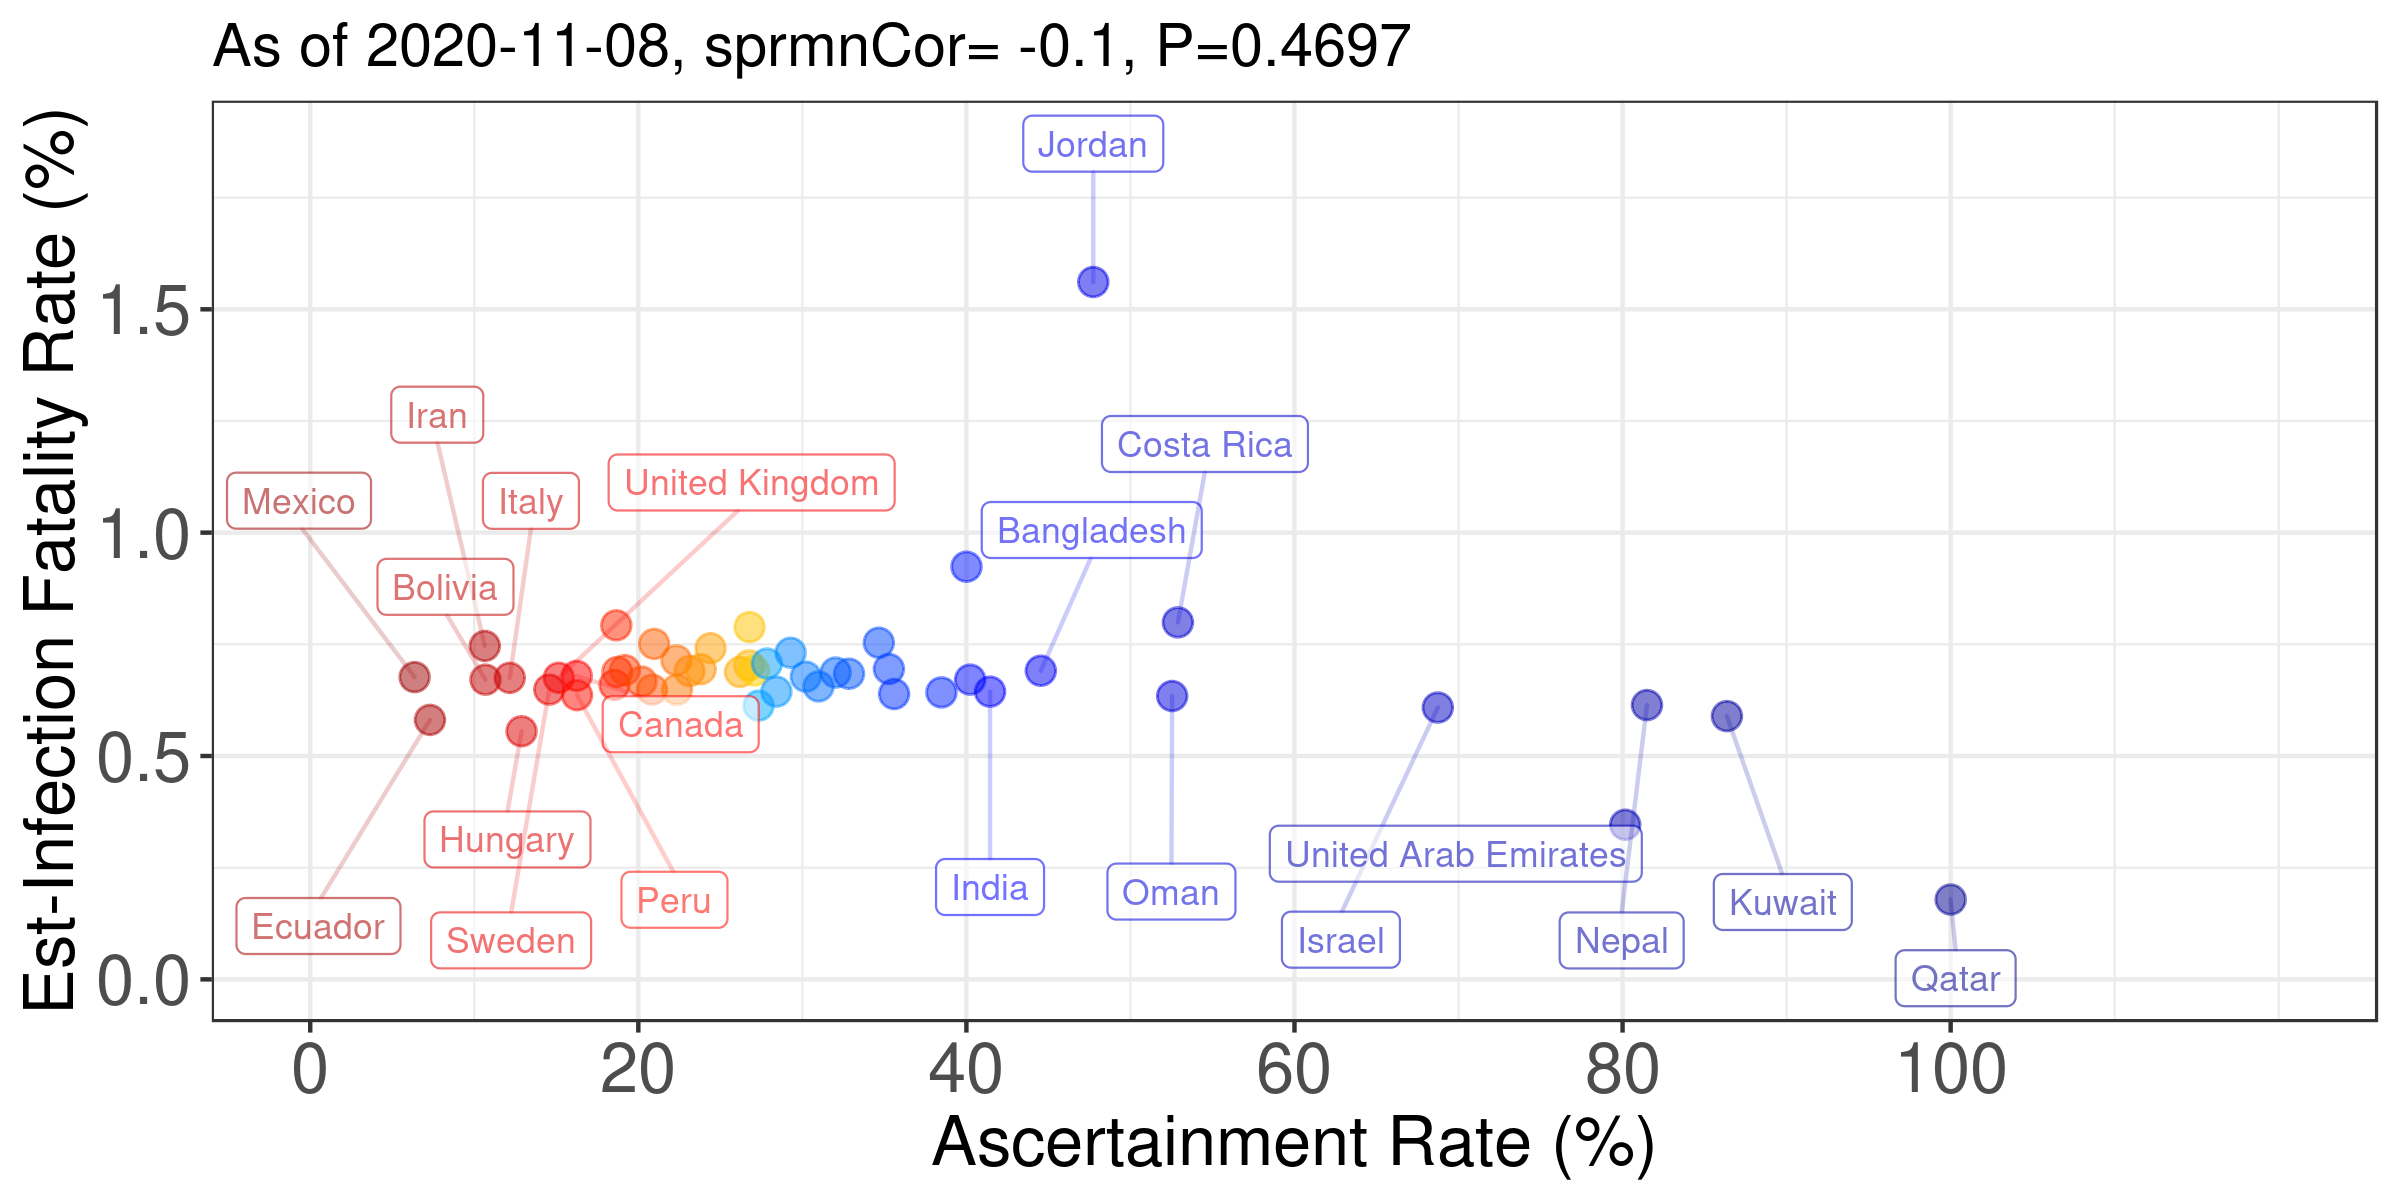 As of 2020-11-08, sprmnCor= -0.1, P=0.4697
Est-Infection Fatality Rate (%)
1.5
1.0
0.5
0.0
Jordan
Iran
Costa Rica
United Kingdom
Mexico
Italy
Bangladesh
Bolivia
Canada
Hungary
United Arab Emirates
India
Oman
Peru
Kuwait
Ecuador
Sweden
Israel
Nepal
Qatar
0
20
40
60
80
100
Ascertainment Rate (%)